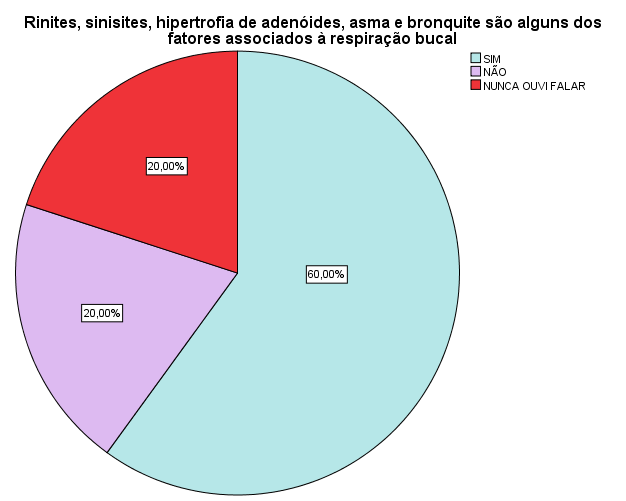 Rinites, sinisites, hipertrofia de adenóides, asma e bronquite são alguns dos
fatores associados à respiração bucal
SIM
NÃO
NUNCA OUVI FALAR
20,00%
60,00%
20,00%